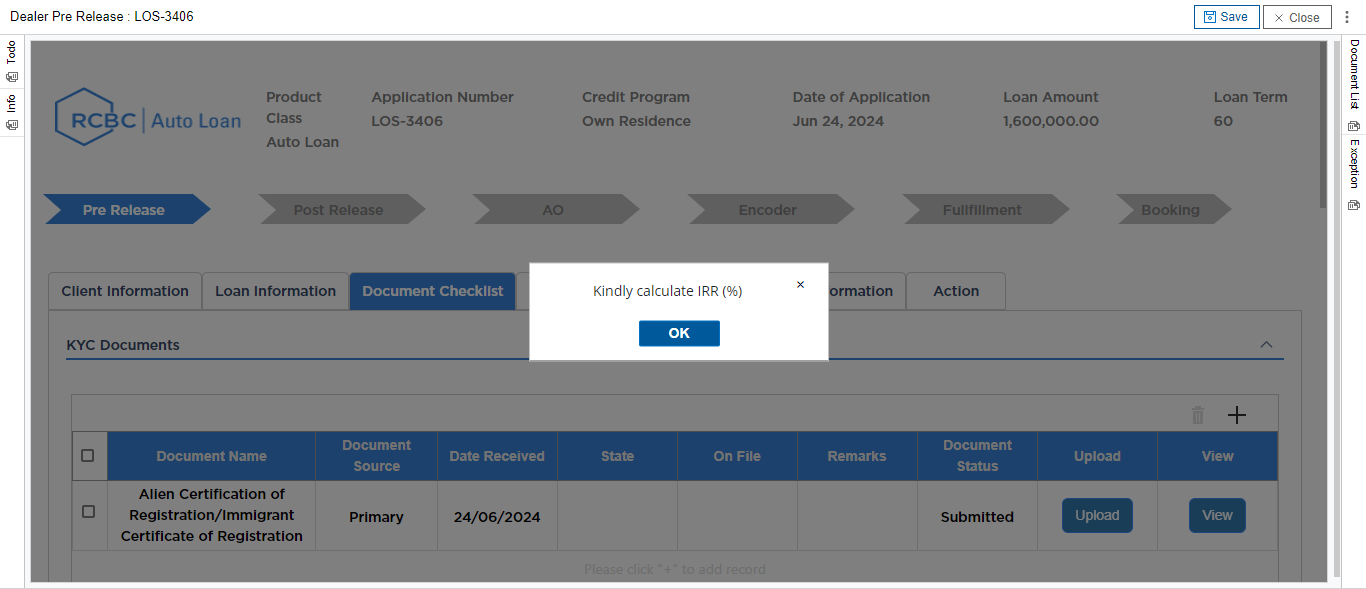 Dealer Pre Release : LOS-3406
Save
Close
Todo
Info
Document List
Exception
RCBC | Auto Loan
Product Class
Auto Loan
Application Number
LOS-3406
Credit Program
Own Residence
Date of Application
Jun 24, 2024
Loan Amount
1,600,000.00
Loan Term
60
Pre Release
Post Release
AO
Encoder
Fullfillment
Booking
Client Information
Loan Information
Document Checklist
Action
Kindly calculate IRR (%)
OK
KYC Documents
Document Name
Document
Source
Date Received
State
On File
Remarks
Document
Status
Upload
View
Alien Certification of
Registration/Immigrant
Certificate of Registration
Primary
24/06/2024
Submitted
Upload
View
Please click "+" to add record